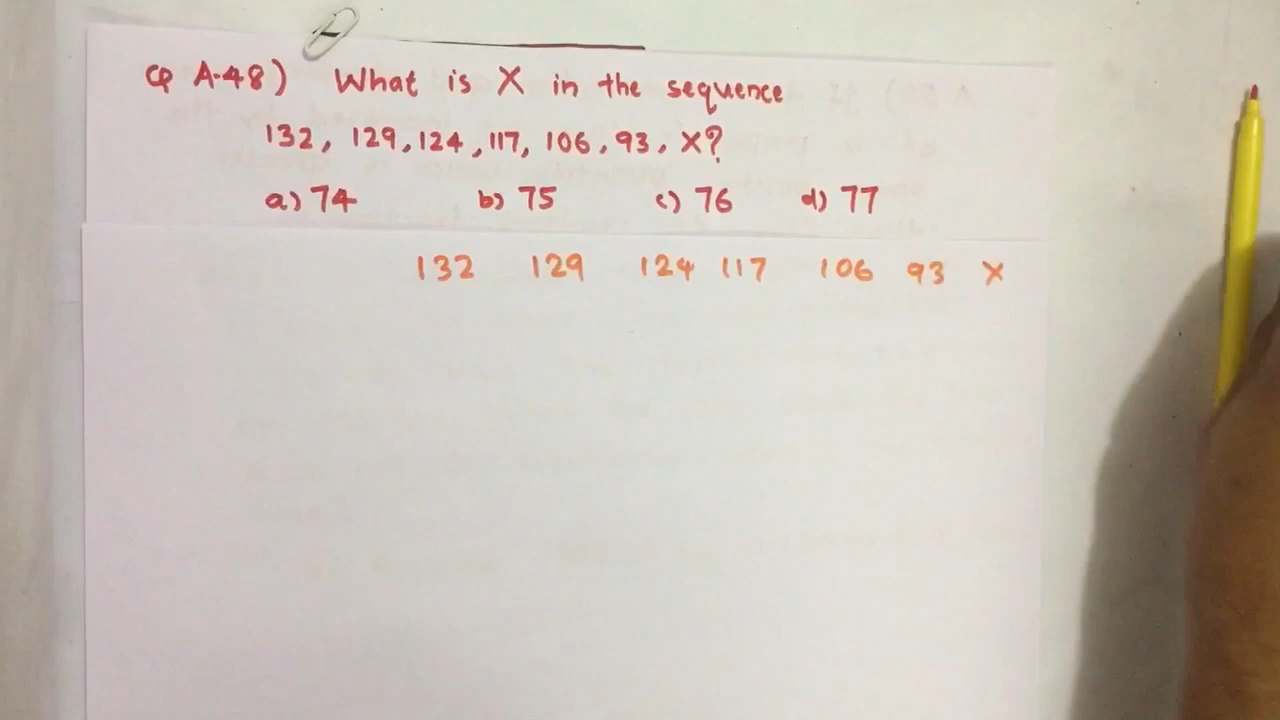 Q A-48) What is X in the sequence
132, 129, 124, 117, 106, 93, X?
a) 74 b) 75 c) 76 d) 77
132 129 124 117 106 93 X